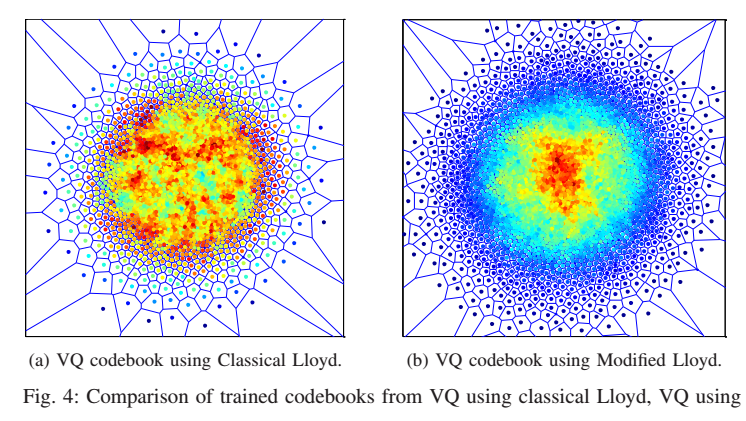 (a) VQ codebook using Classical Lloyd.
(b) VQ codebook using Modified Lloyd.
Fig. 4: Comparison of trained codebooks from VQ using classical Lloyd, VQ using